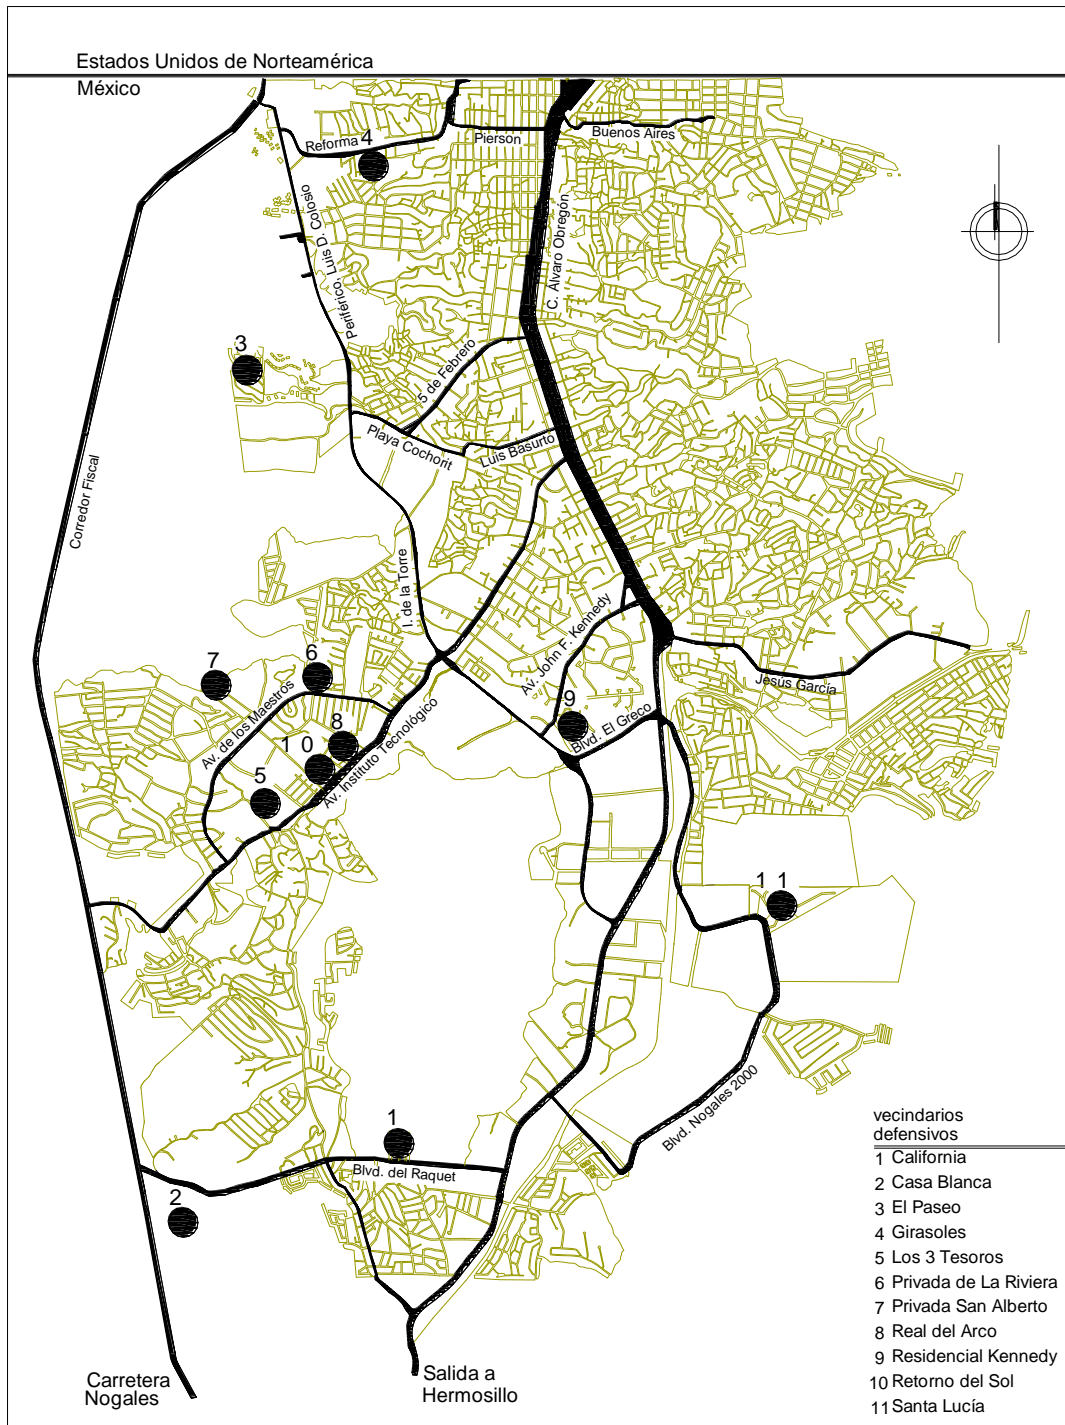 Estados Unidos de Norteamérica
México
Reforma
4
Pierson
Buenos Aires
Periférico, Luis D. Colosio
C. Alvaro Obregón
3
5 de Febrero
Playa Cochorit
Luis Basurto
Corredor Fiscal
I. de la Torre
Av. John F. Kennedy
6
7
Av. de los Maestros
Jesús García
9
Blvd. El Greco
8
10
Av. Instituto Tecnológico
5
11
Blvd. Nogales 2000
1
Blvd. del Raquet
2
vecindarios
defensivos
1 California
2 Casa Blanca
3 El Paseo
4 Girasoles
5 Los 3 Tesoros
6 Privada de La Riviera
7 Privada San Alberto
8 Real del Arco
9 Residencial Kennedy
10 Retorno del Sol
11 Santa Lucía
Carretera
Nogales
Salida a
Hermosillo